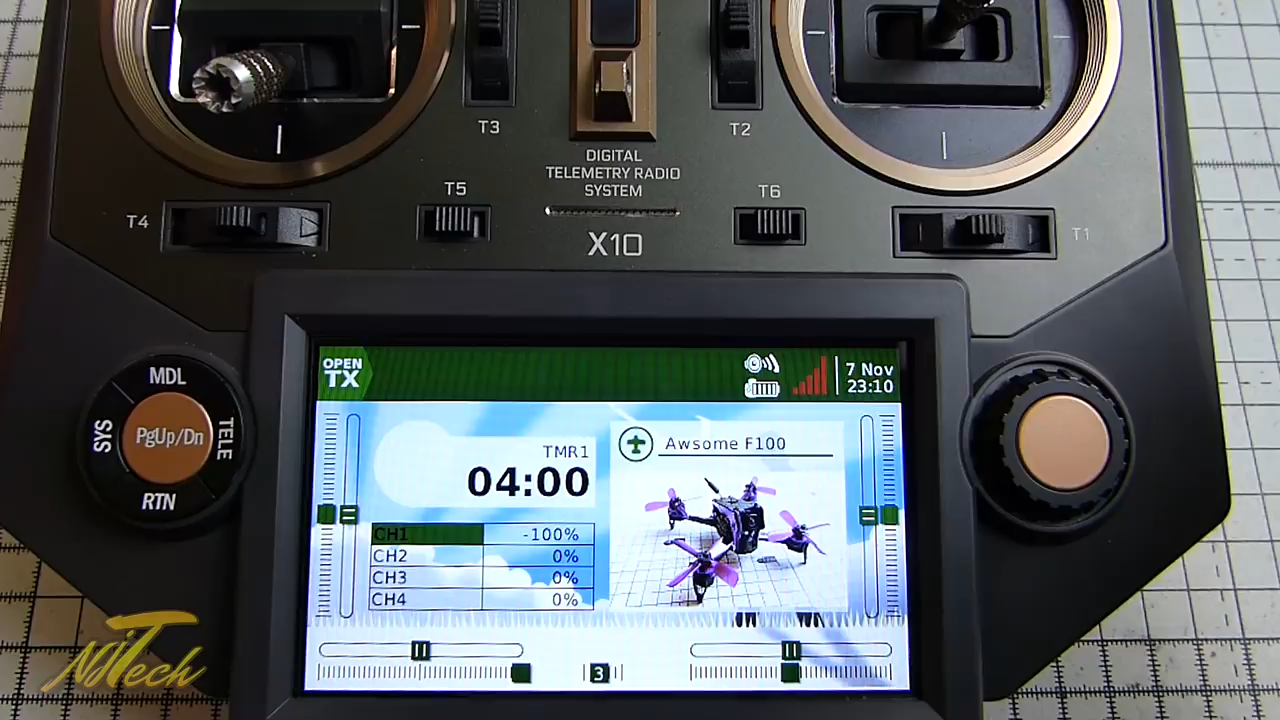 T3
T2
DIGITAL
TELEMETRY RADIO
SYSTEM
T5
T6
T4
T1
X10
MDL
SYS
PgUp/Dn
TELE
RTN
OPEN
TX
7 Nov
23:10
TMR1
04:00
Awsome F100
CH1 -100%
CH2 0%
CH3 0%
CH4 0%
3
NJTech